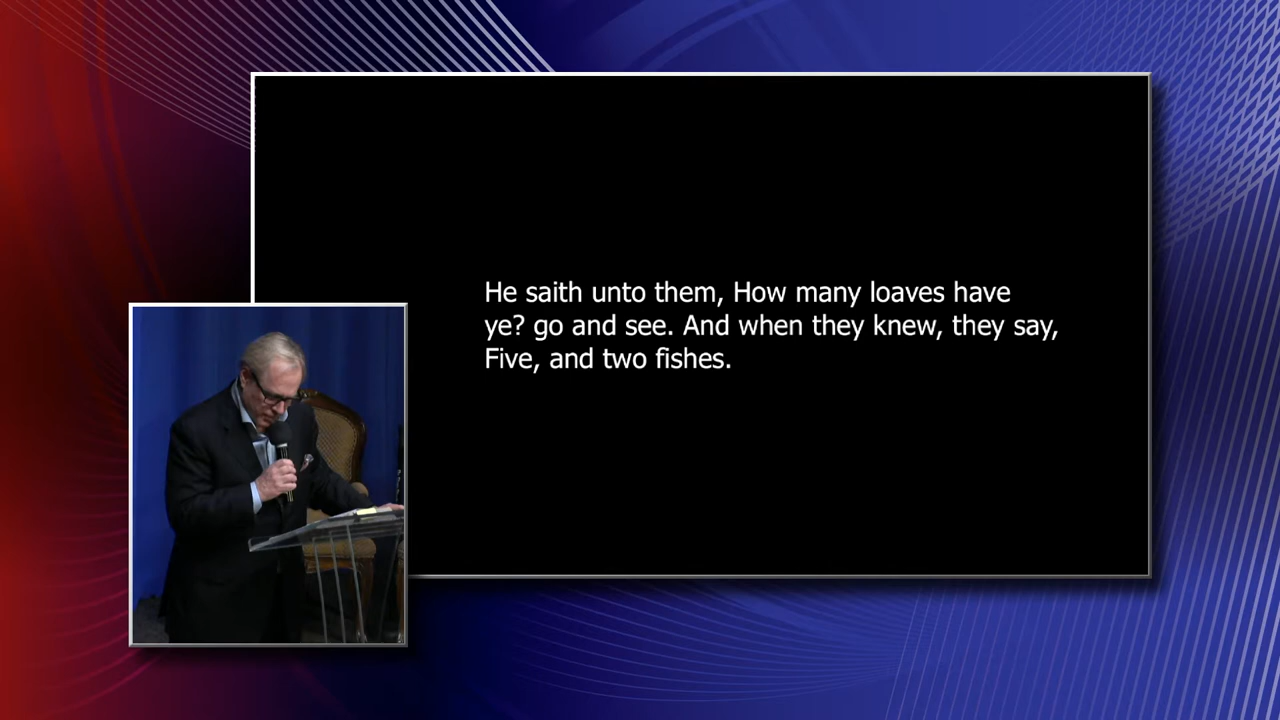 He saith unto them, How many loaves have
ye? go and see. And when they knew, they say,
Five, and two fishes.